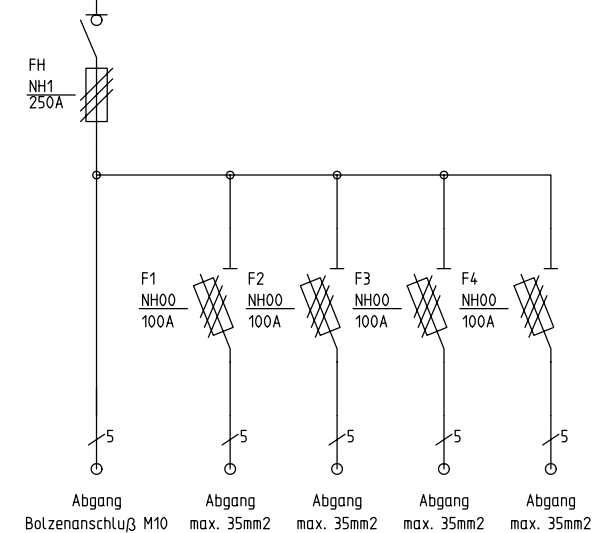 FH
NH1
250A
F1
NH00
100A
F2
NH00
100A
F3
NH00
100A
F4
NH00
100A
5
5
5
5
5
Abgang
Bolzenanschluß M10
Abgang
max. 35mm2
Abgang
max. 35mm2
Abgang
max. 35mm2
Abgang
max. 35mm2